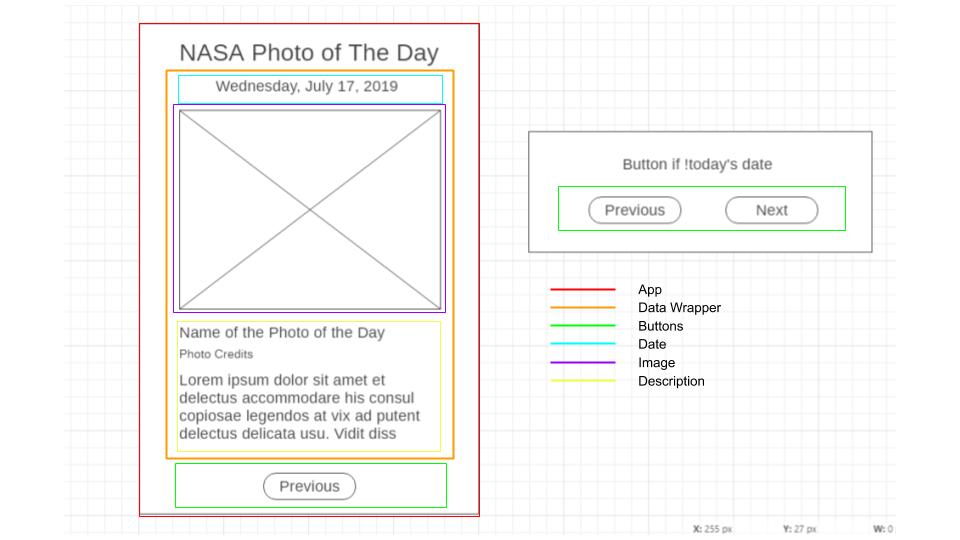 NASA Photo of The Day
Wednesday, July 17, 2019
Name of the Photo of the Day
Photo Credits
Lorem ipsum dolor sit amet et
delectus accommodare his consul
copiosae legendos at vix ad putent
delectus delicata usu. Vidit diss
Previous
Button if !today's date
Previous Next
App
Data Wrapper
Buttons
Date
Image
Description
X: 255 px Y: 27 px W: 0